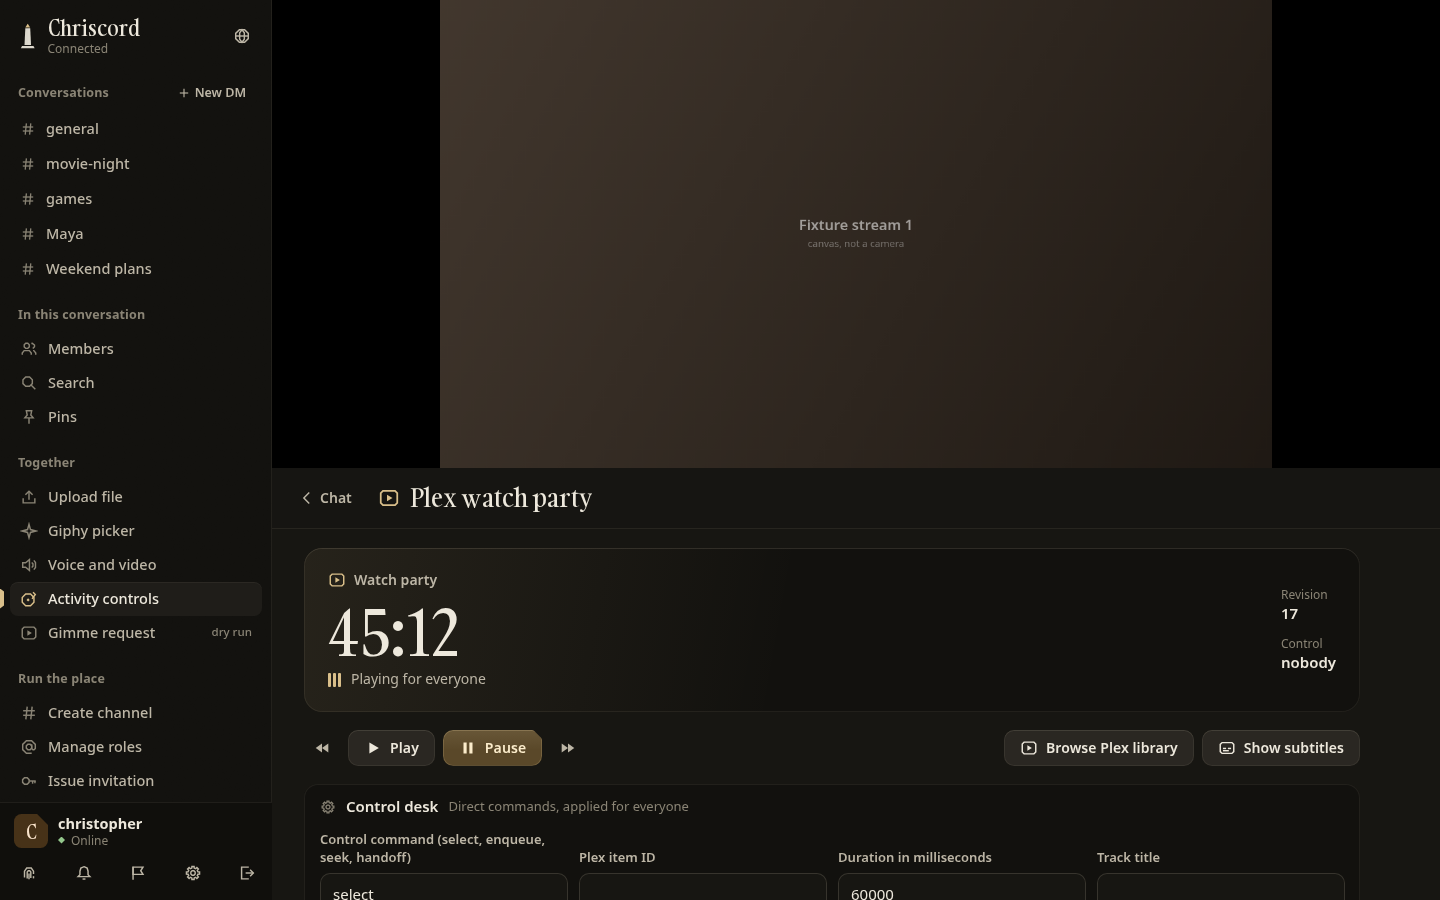 Chriscord
Connected
Conversations
+ New DM
# general
# movie-night
# games
# Maya
# Weekend plans
In this conversation
Members
Search
Pins
Together
Upload file
Giphy picker
Voice and video
Activity controls
Gimme request dry run
Run the place
# Create channel
Manage roles
Issue invitation
C
christopher
Online
Fixture stream 1
canvas, not a camera
Chat
Plex watch party
Watch party
45:12
Playing for everyone
Revision
17
Control
nobody
Play
Pause
Browse Plex library
Show subtitles
Control desk Direct commands, applied for everyone
Control command (select, enqueue,
seek, handoff)
select
Plex item ID
Duration in milliseconds
60000
Track title